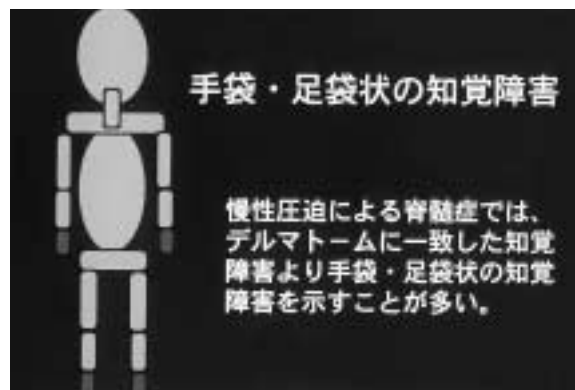 手袋・足袋状の知覚障害
慢性圧迫による脊髄症では、
デルマトームに一致した知覚
障害より手袋・足袋状の知覚
障害を示すことが多い。